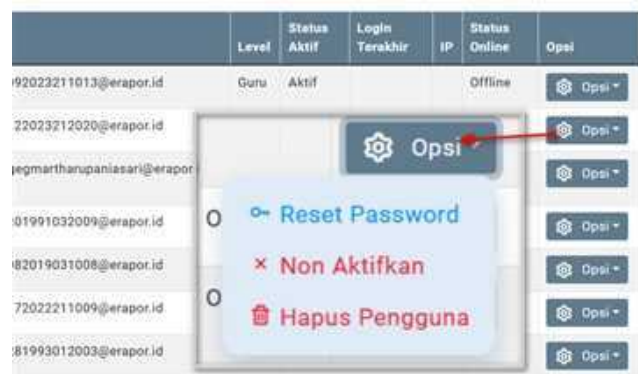 Level Status Aktif Login Terakhir IP Status Online Opsi
92023211013@erapor.id Guru Aktif Offline Opsi
22023212020@erapor.id Opsi
Opsi
gegmartharupaniasari@erapor Opsi
01991032009@erapor.id O Reset Password Opsi
82019031008@erapor.id Non Aktifkan Opsi
72022211009@erapor.id O Hapus Pengguna Opsi
81993012003@erapor.id Opsi